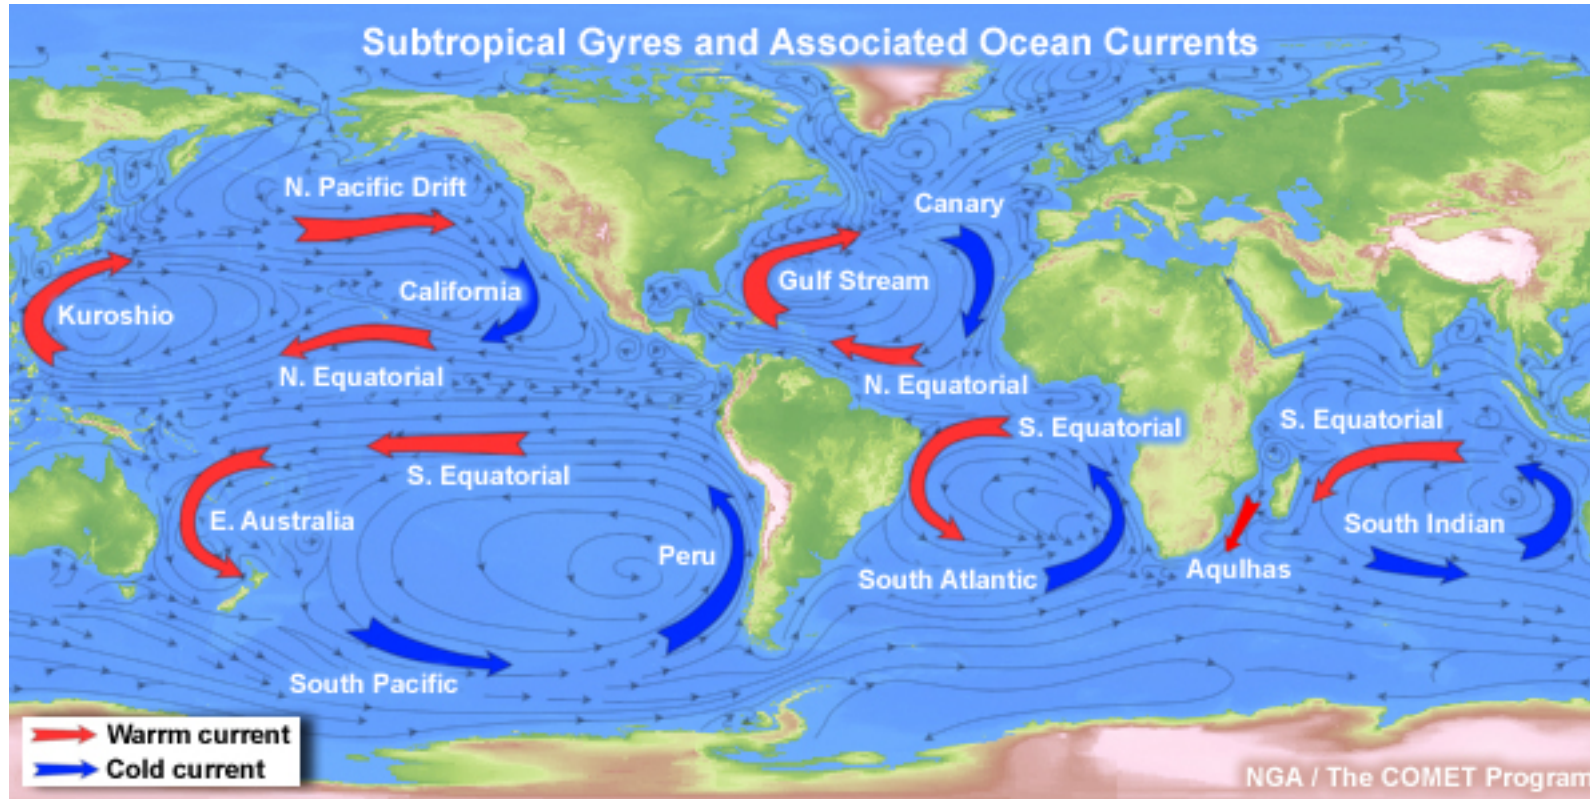 Subtropical Gyres and Associated Ocean Currents
N. Pacific Drift
Canary
Gulf Stream
California
Kuroshio
N. Equatorial
N. Equatorial
S. Equatorial
S. Equatorial
S. Equatorial
E. Australia
South Indian
Peru
Aqulhas
South Atlantic
South Pacific
Warrm current
Cold current
NGA / The COMET Program